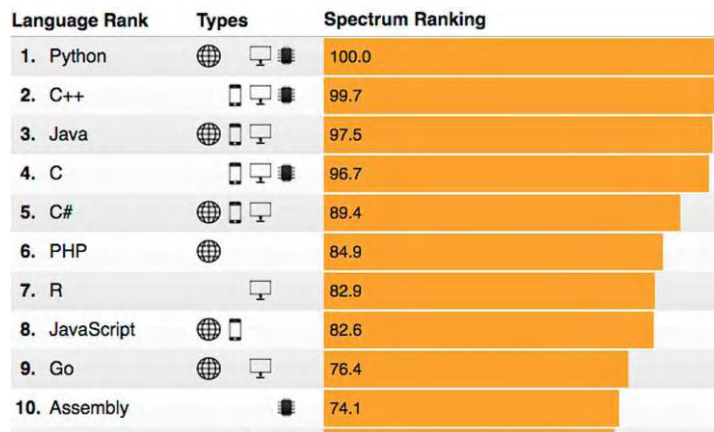 Language Rank Types Spectrum Ranking
1. Python 100.0
2. C++ 99.7
3. Java 97.5
4. C 96.7
5. C# 89.4
6. PHP 84.9
7. R 82.9
8. JavaScript 82.6
9. Go 76.4
10. Assembly 74.1